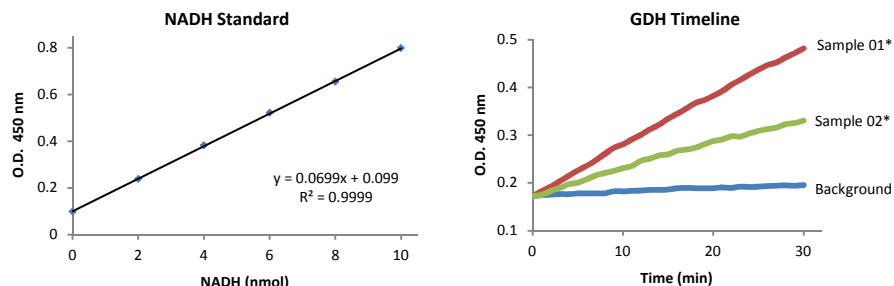 NADH Standard
O.D. 450 nm
0.8
0.6
0.4
0.2
0
0 2 4 6 8 10
y = 0.0699x + 0.099
R² = 0.9999
NADH (nmol)
GDH Timeline
O.D. 450 nm
0.5
0.4
0.3
0.2
0.1
0 10 20 30
Sample 01*
Sample 02*
Background
Time (min)